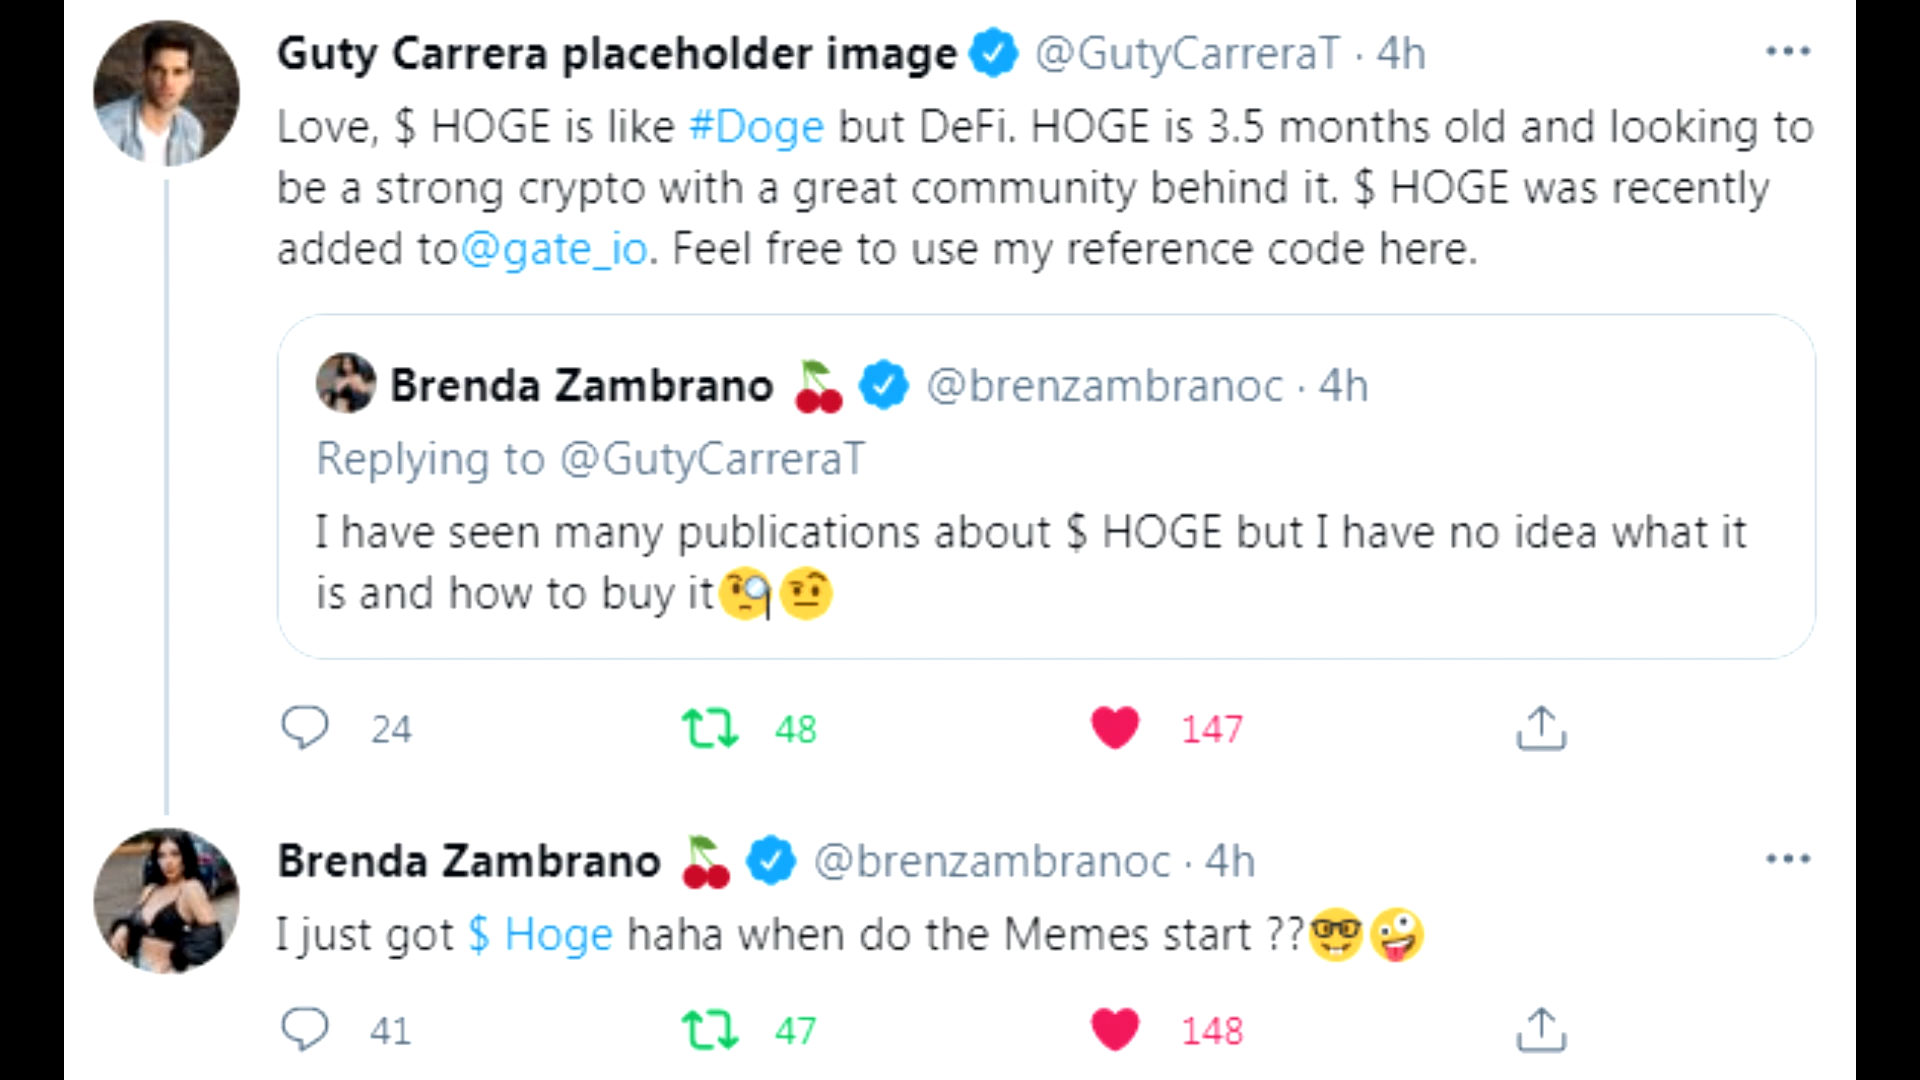 Guty Carrera placeholder image @GutyCarreraT · 4h
Love, $ HOGE is like #Doge but DeFi. HOGE is 3.5 months old and looking to
be a strong crypto with a great community behind it. $ HOGE was recently
added to@gate_io. Feel free to use my reference code here.
Brenda Zambrano 🍒 @brenzambranoc · 4h
Replying to @GutyCarreraT
I have seen many publications about $ HOGE but I have no idea what it
is and how to buy it🧐🤨
24 48 147
Brenda Zambrano 🍒 @brenzambranoc · 4h
I just got $ Hoge haha when do the Memes start ??🤓🤪
41 47 148